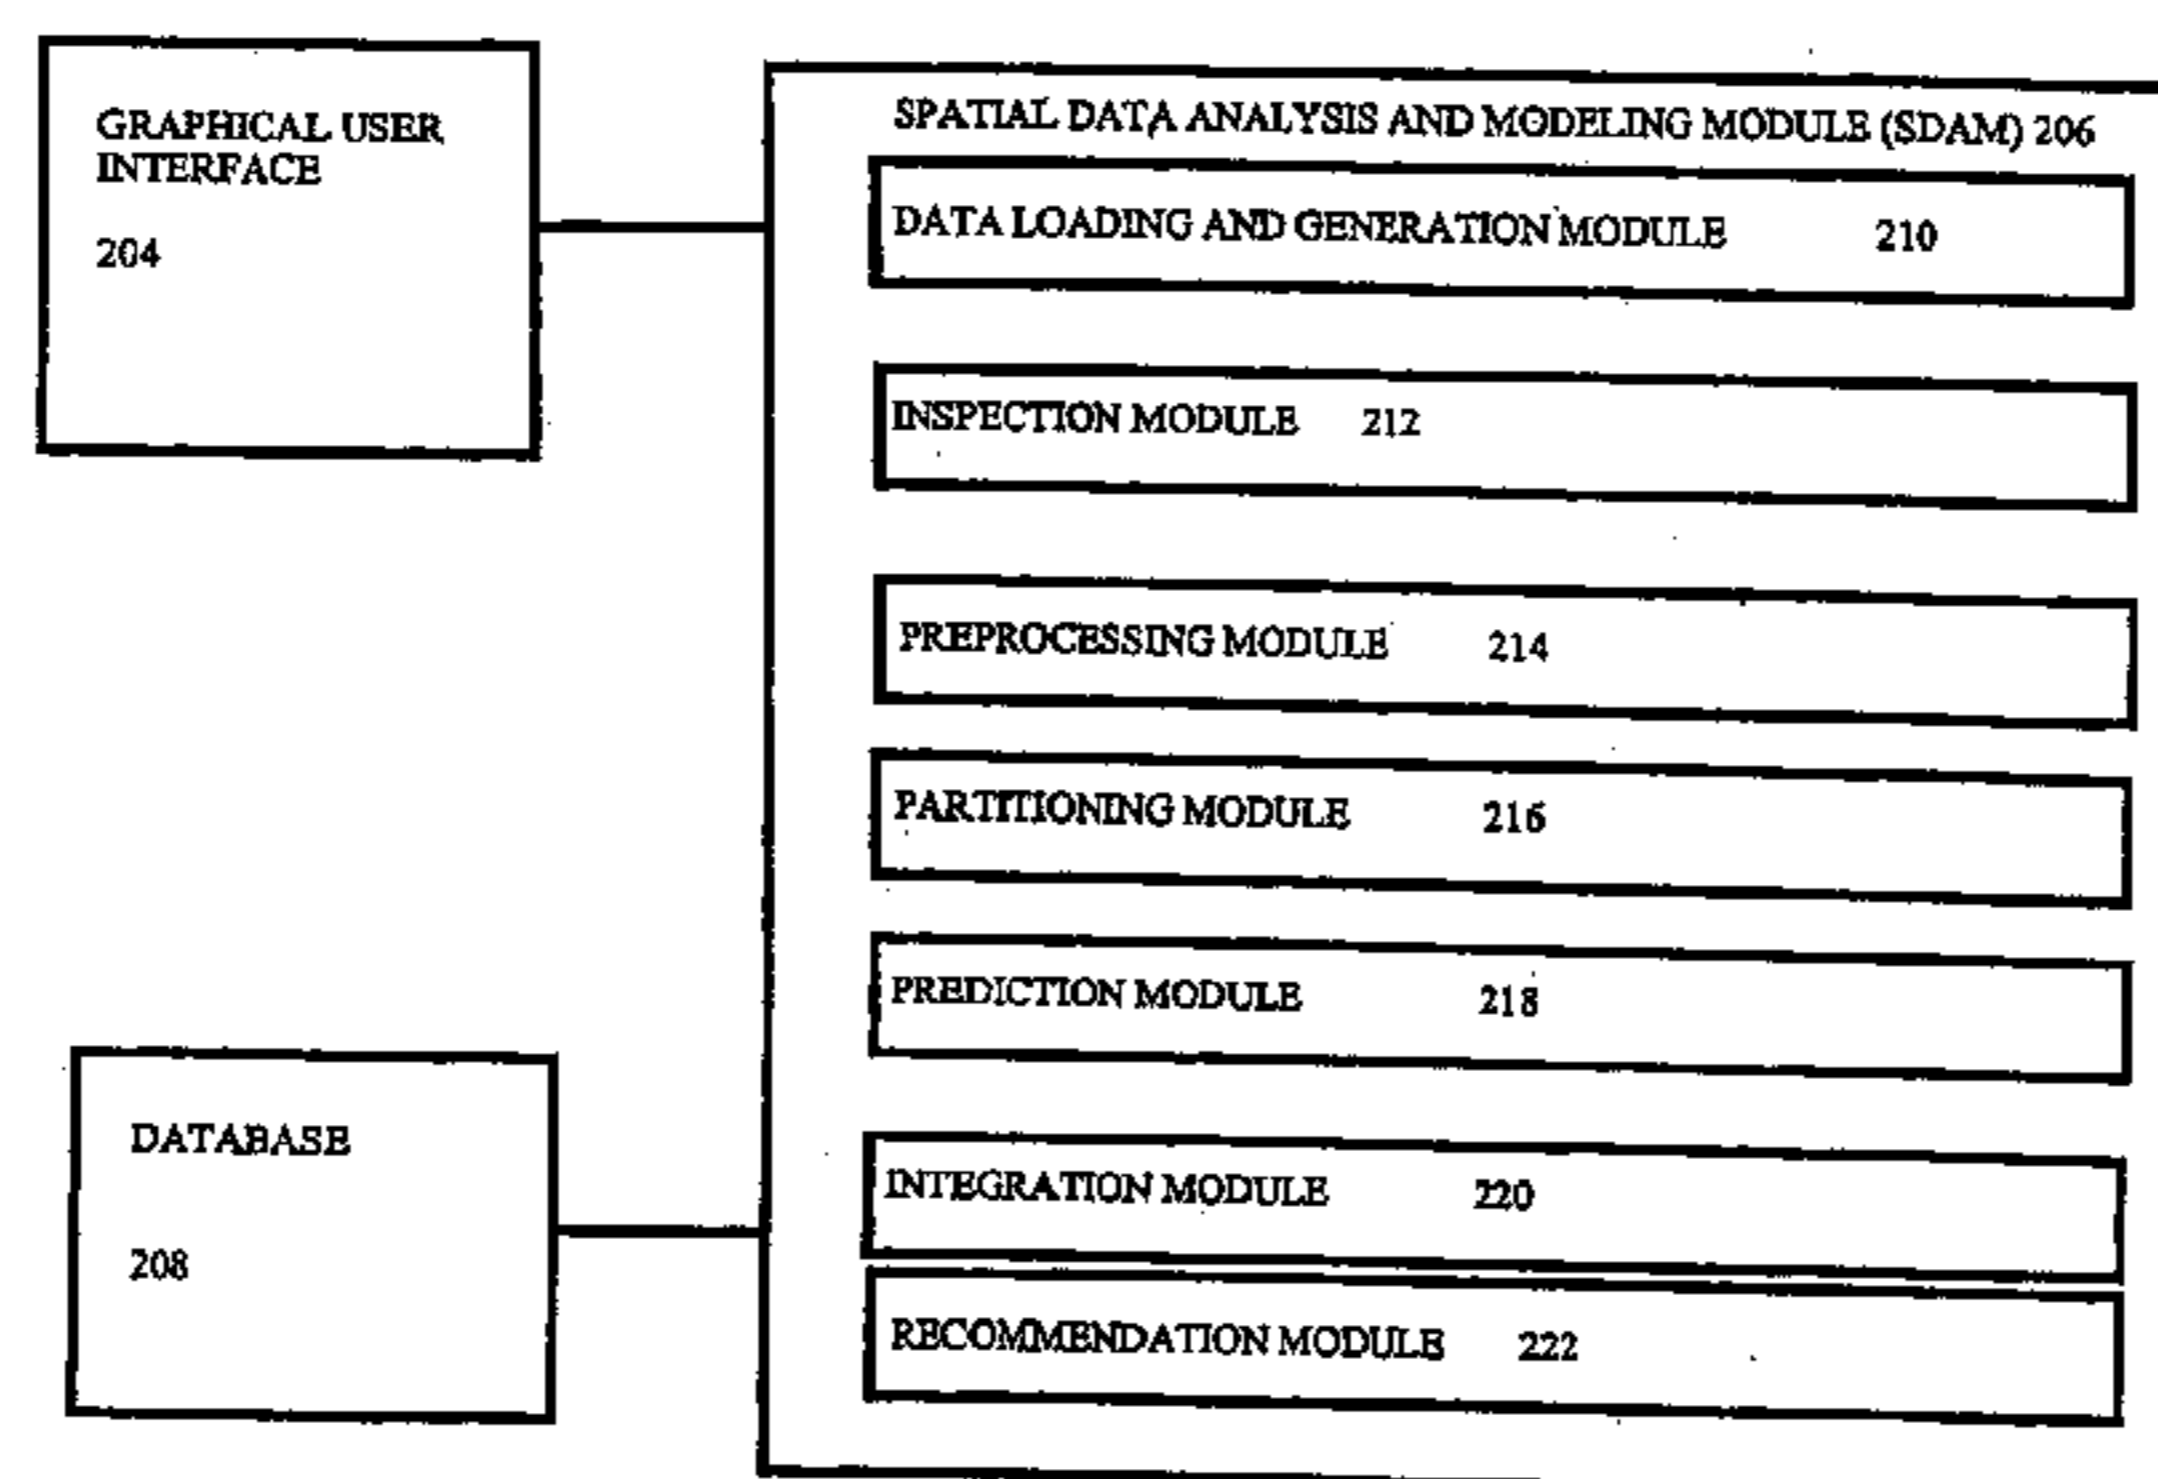 GRAPHICAL USER
INTERFACE
204
SPATIAL DATA ANALYSIS AND MODELING MODULE (SDAM) 206
DATA LOADING AND GENERATION MODULE 210
INSPECTION MODULE 212
PREPROCESSING MODULE 214
PARTITIONING MODULE 216
PREDICTION MODULE 218
INTEGRATION MODULE 220
RECOMMENDATION MODULE 222
DATABASE
208